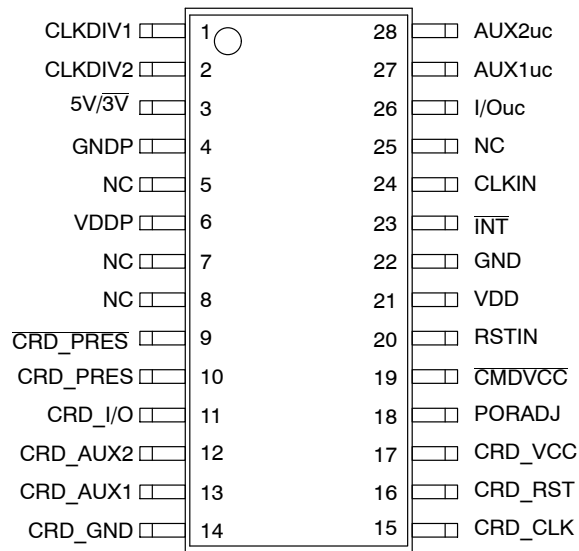 CLKDIV1 1 28 AUX2uc
CLKDIV2 2 27 AUX1uc
5V/3V 3 26 I/Ouc
GNDP 4 25 NC
NC 5 24 CLKIN
VDDP 6 23 INT
NC 7 22 GND
NC 8 21 VDD
CRD_PRES 9 20 RSTIN
CRD_PRES 10 19 CMDVCC
CRD_I/O 11 18 PORADJ
CRD_AUX2 12 17 CRD_VCC
CRD_AUX1 13 16 CRD_RST
CRD_GND 14 15 CRD_CLK